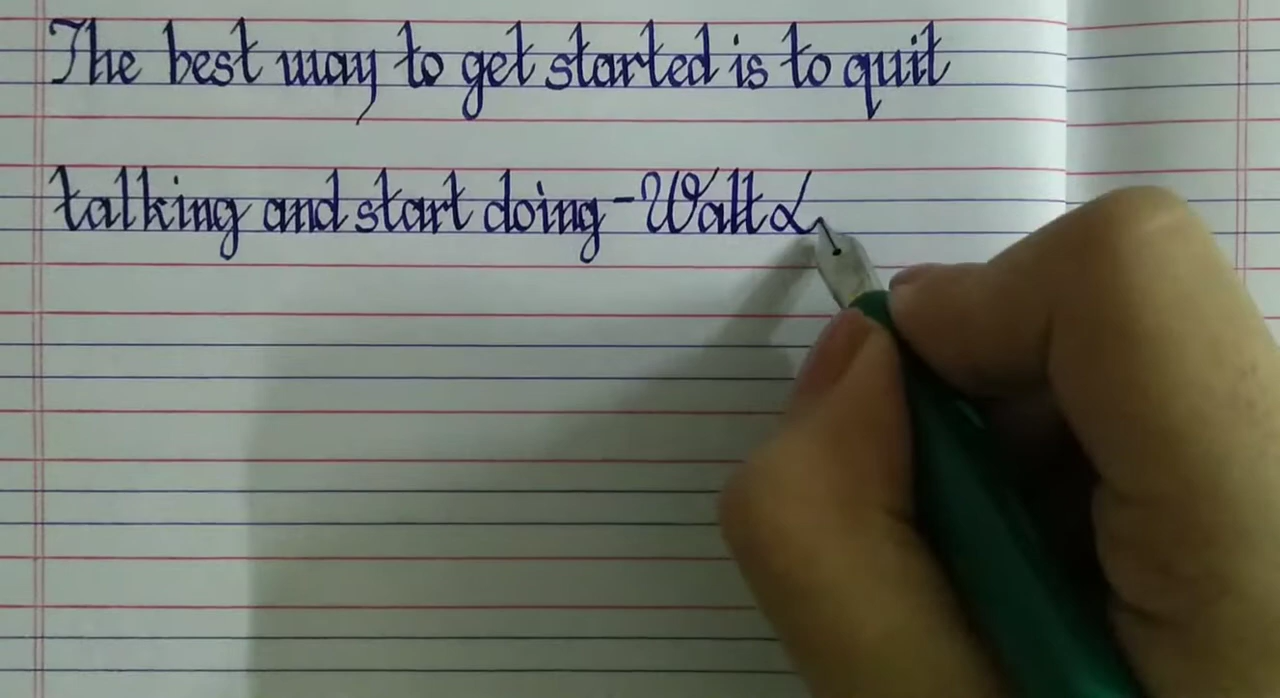 The best way to get started is to quit
talking and start doing - Walt